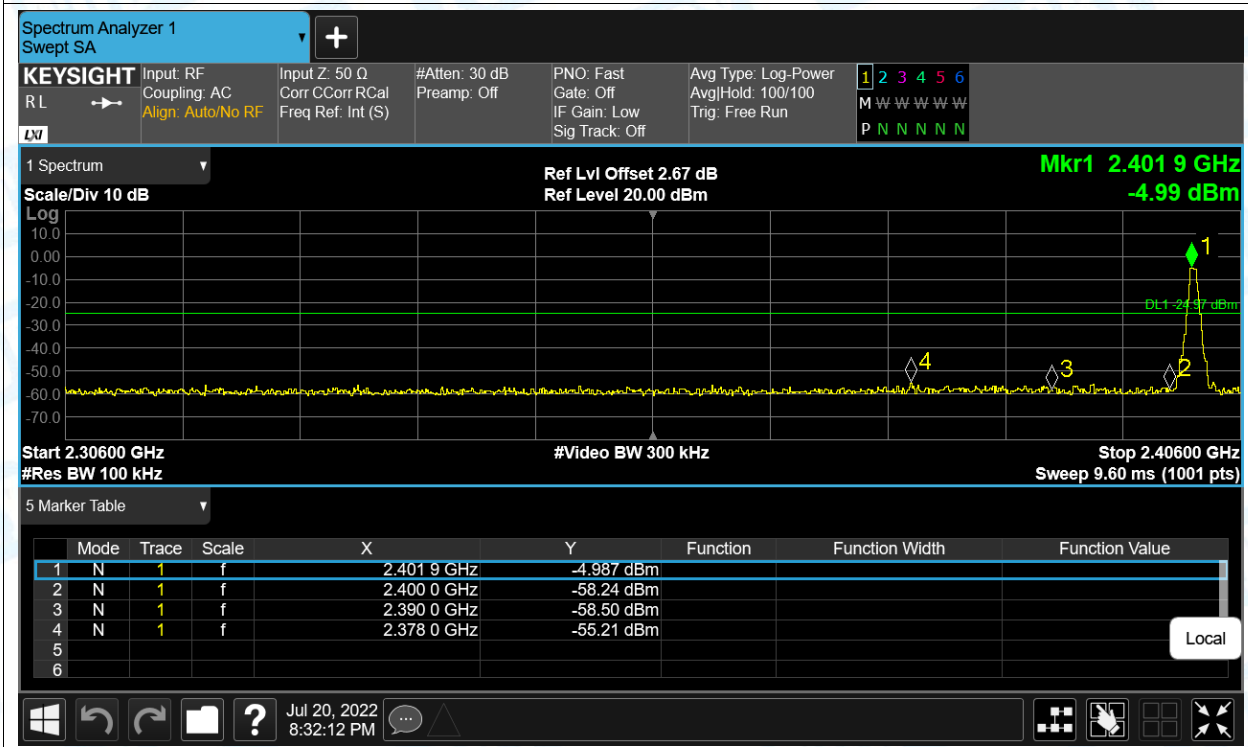 Spectrum Analyzer 1
Swept SA
KEYSIGHT Input: RF Input Z: 50 Ω #Atten: 30 dB PNO: Fast Avg Type: Log-Power 1 2 3 4 5 6
R L Coupling: AC Corr CCorr RCal Preamp: Off Gate: Off Avg|Hold: 100/100 M W W W W W W
Align: Auto/No RF Freq Ref: Int (S) IF Gain: Low Trig: Free Run
LXI Sig Track: Off P N N N N N N
1 Spectrum Ref Lvl Offset 2.67 dB Mkr1 2.401 9 GHz
Scale/Div 10 dB Ref Level 20.00 dBm -4.99 dBm
Log
10.0
0.00 1
-10.0
-20.0 DL1 -24.97 dBm
-30.0
-40.0
-50.0 4 3 2
-60.0
-70.0
Start 2.30600 GHz #Video BW 300 kHz Stop 2.40600 GHz
#Res BW 100 kHz Sweep 9.60 ms (1001 pts)
5 Marker Table
Mode Trace Scale X Y Function Function Width Function Value
1 N 1 f 2.401 9 GHz -4.987 dBm
2 N 1 f 2.400 0 GHz -58.24 dBm
3 N 1 f 2.390 0 GHz -58.50 dBm
4 N 1 f 2.378 0 GHz -55.21 dBm
5
6
Local
? Jul 20, 2022
8:32:12 PM